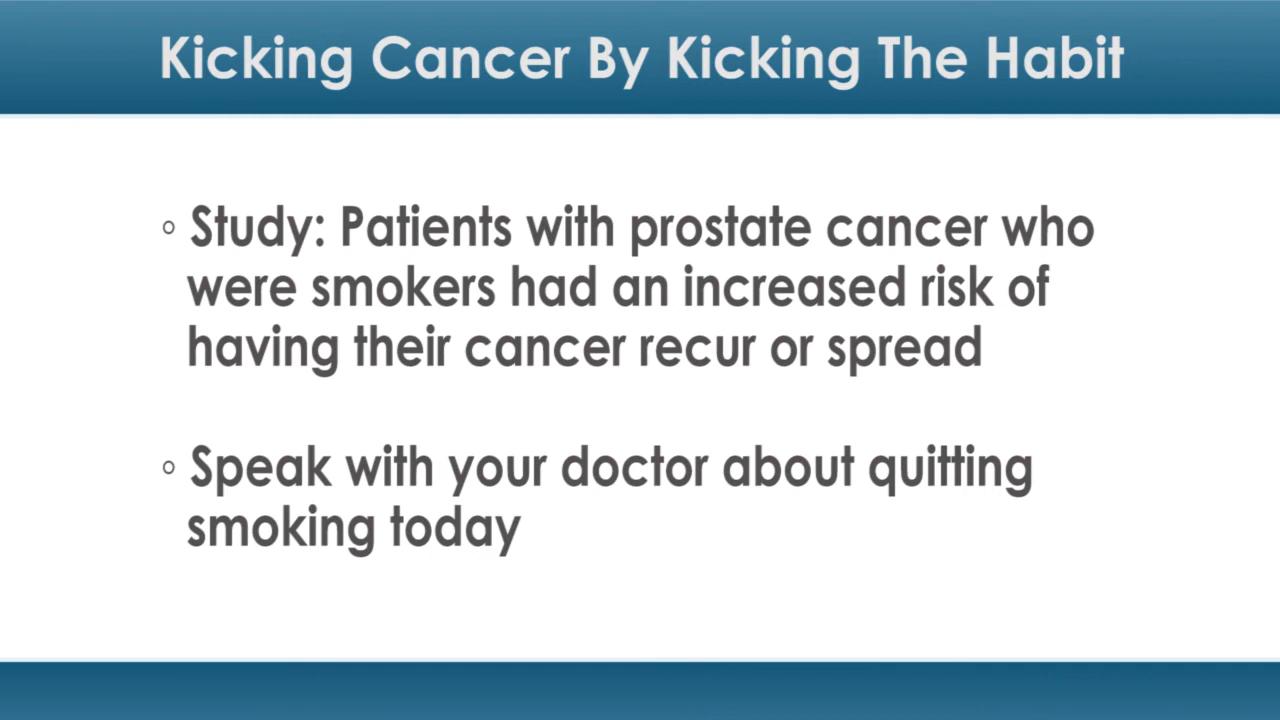 Kicking Cancer By Kicking The Habit
◦ Study: Patients with prostate cancer who
were smokers had an increased risk of
having their cancer recur or spread
◦ Speak with your doctor about quitting
smoking today